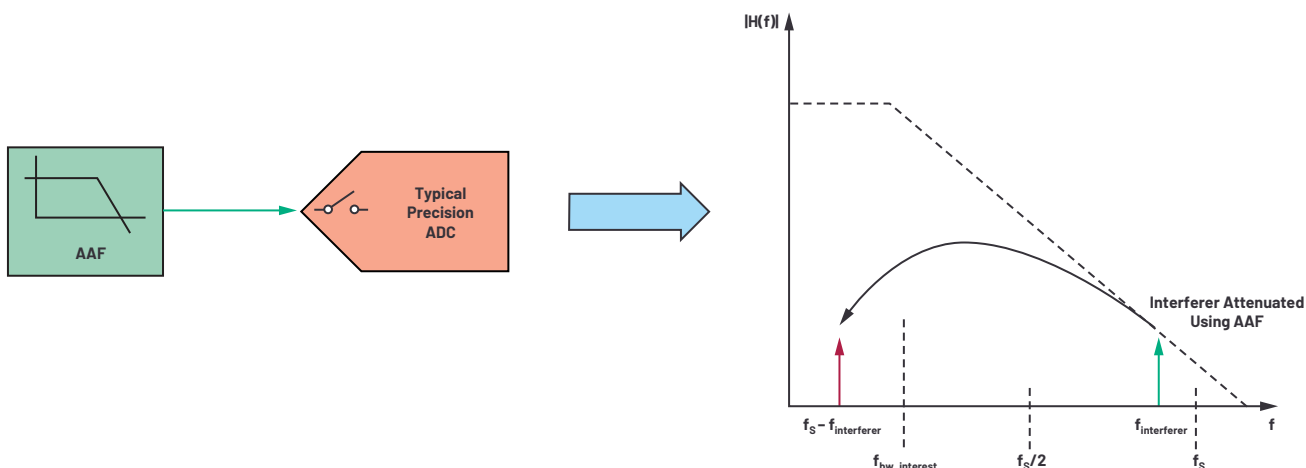 AAF
Typical
Precision
ADC
|H(f)|
Interferer Attenuated
Using AAF
fS – finterferer
finterferer
f
fbw_interest
fS/2
fS